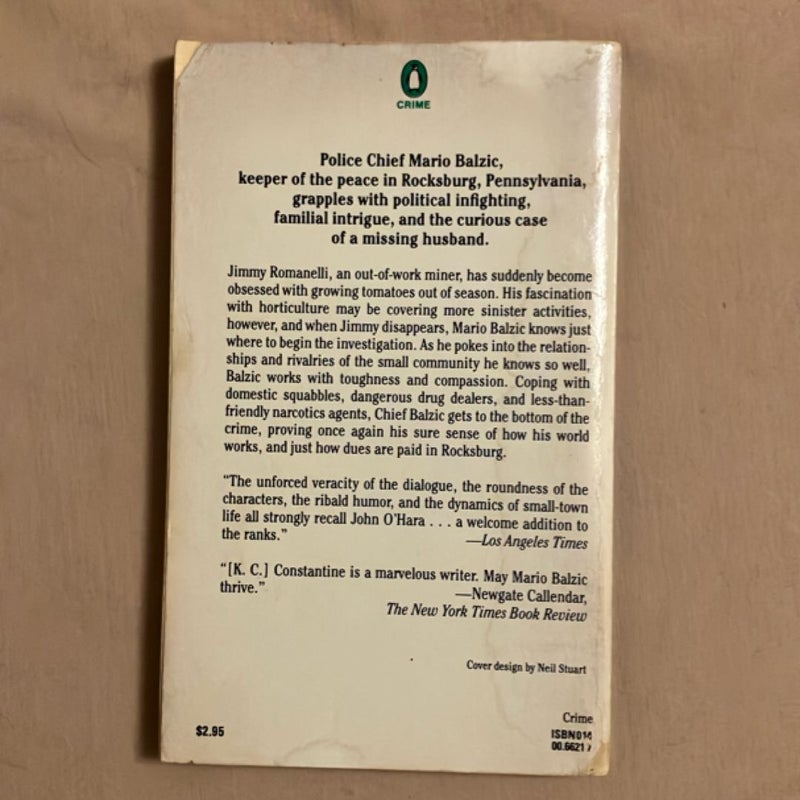 CRIME
Police Chief Mario Balzic,
keeper of the peace in Rocksburg, Pennsylvania,
grapples with political infighting,
familial intrigue, and the curious case
of a missing husband.
Jimmy Romanelli, an out-of-work miner, has suddenly become
obsessed with growing tomatoes out of season. His fascination
with horticulture may be covering more sinister activities,
however, and when Jimmy disappears, Mario Balzic knows just
where to begin the investigation. As he pokes into the relation-
ships and rivalries of the small community he knows so well,
Balzic works with toughness and compassion. Coping with
domestic squabbles, dangerous drug dealers, and less-than-
friendly narcotics agents, Chief Balzic gets to the bottom of the
crime, proving once again his sure sense of how his world
works, and just how dues are paid in Rocksburg.
“The unforced veracity of the dialogue, the roundness of the
characters, the ribald humor, and the dynamics of small-town
life all strongly recall John O’Hara . . . a welcome addition to
the ranks.” —Los Angeles Times
“[K. C.] Constantine is a marvelous writer. May Mario Balzic
thrive.” —Newgate Callendar,
The New York Times Book Review
Cover design by Neil Stuart
Crime
$2.95 ISBN 014
00.6621 7